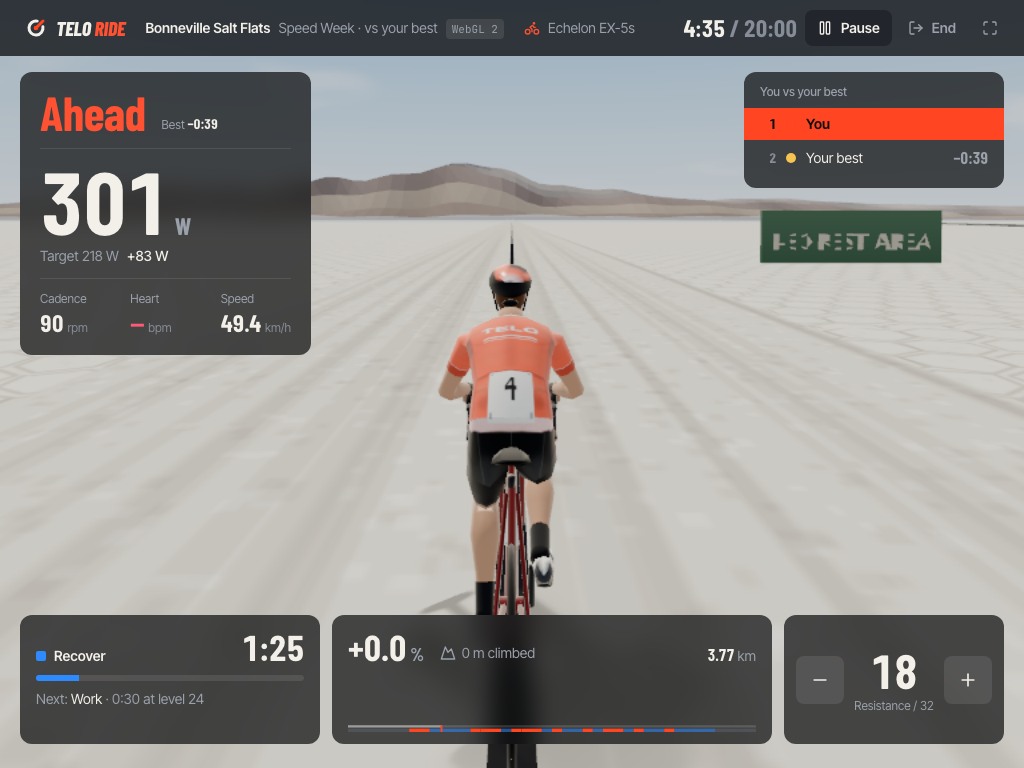 TELO RIDE
Bonneville Salt Flats Speed Week · vs your best WebGL 2 Echelon EX-5s
4:35 / 20:00 Pause End
Ahead Best −0:39
301 W
Target 218 W +83 W
Cadence Heart Speed
90 rpm — bpm 49.4 km/h
You vs your best
1 You
2 Your best −0:39
REST AREA
TELO
4
Recover 1:25
Next: Work · 0:30 at level 24
+0.0 % 0 m climbed 3.77 km
− 18 +
Resistance / 32